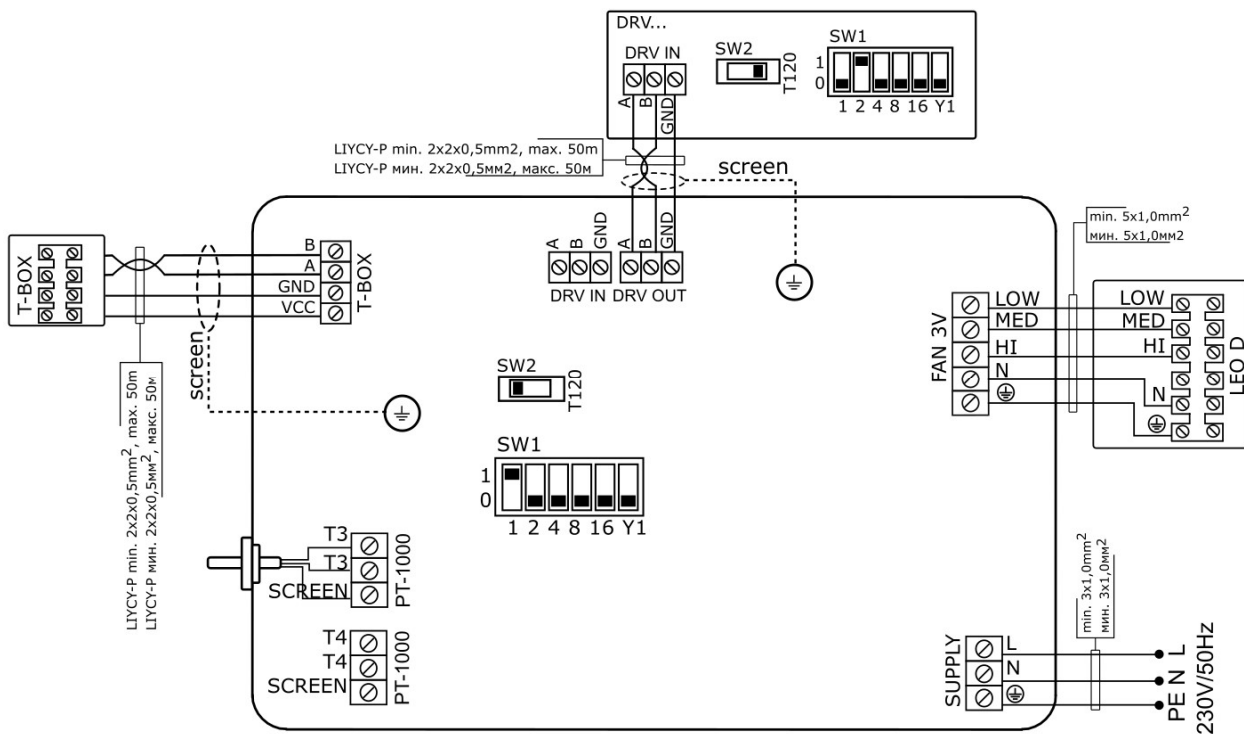 DRV...
DRV IN
SW2
SW1
T120
1
0
1 2 4 8 16 Y1
A
B
GND
LIYCY-P min. 2x2x0,5mm2, max. 50m
LIYCY-P мин. 2x2x0,5мм2, макс. 50м
screen
A
B
GND
A
B
GND
DRV IN
DRV OUT
T-BOX
B
A
GND
VCC
T-BOX
screen
LIYCY-P min. 2x2x0,5mm², max. 50m
LIYCY-P мин. 2x2x0,5мм², макс. 50м
min. 5x1,0mm²
мин. 5x1,0мм2
FAN 3V
LOW
MED
HI
N
LOW
MED
HI
N
LEO D
SW2
T120
SW1
1
0
1 2 4 8 16 Y1
T3
T3
SCREEN
PT-1000
T4
T4
SCREEN
PT-1000
min. 3x1,0mm²
мин. 3x1,0мм²
SUPPLY
L
N
L
N
PE
230V/50Hz